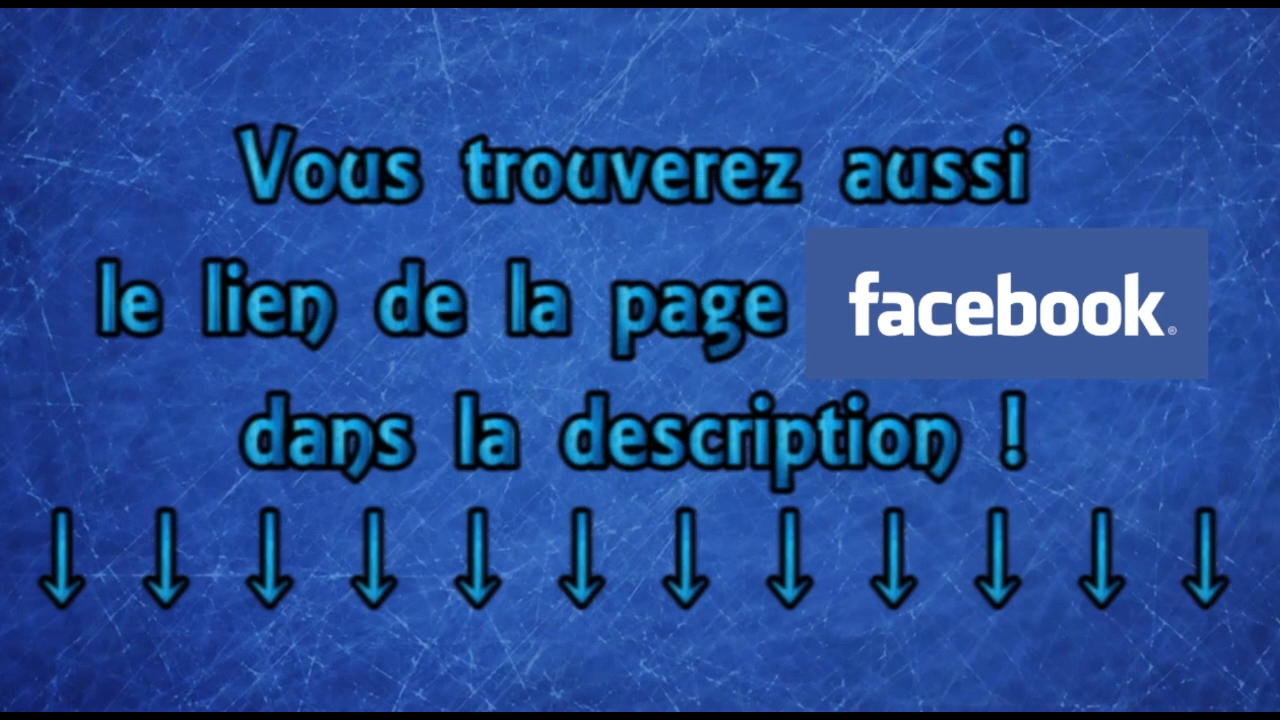 Vous trouverez aussi
le lien de la page facebook®
dans la description !
↓ ↓ ↓ ↓ ↓ ↓ ↓ ↓ ↓ ↓ ↓ ↓